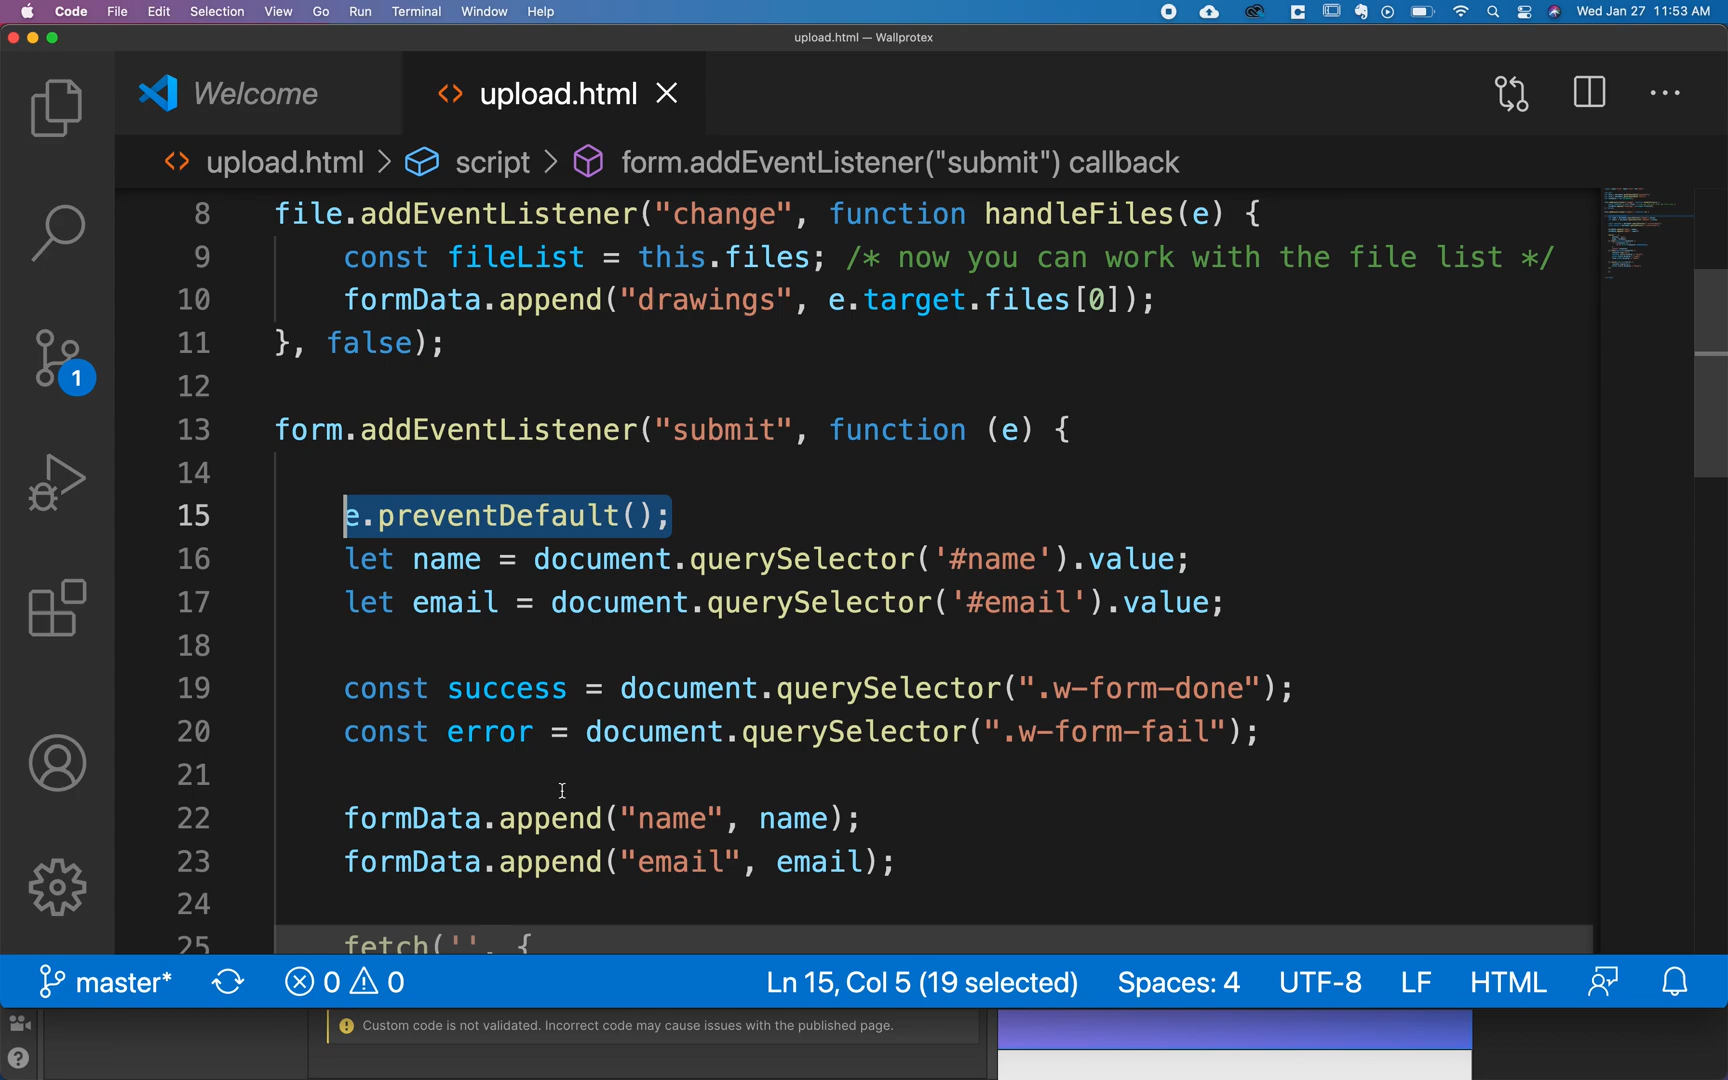 Code File Edit Selection View Go Run Terminal Window Help Wed Jan 27 11:53 AM
upload.html — Wallprotex
Welcome upload.html
upload.html > script > form.addEventListener("submit") callback
8 file.addEventListener("change", function handleFiles(e) {
9 const fileList = this.files; /* now you can work with the file list */
10 formData.append("drawings", e.target.files[0]);
11 }, false);
12
13 form.addEventListener("submit", function (e) {
14
15 e.preventDefault();
16 let name = document.querySelector('#name').value;
17 let email = document.querySelector('#email').value;
18
19 const success = document.querySelector(".w-form-done");
20 const error = document.querySelector(".w-form-fail");
21
22 formData.append("name", name);
23 formData.append("email", email);
24
25 fetch('', {
1
master* 0 0 Ln 15, Col 5 (19 selected) Spaces: 4 UTF-8 LF HTML
Custom code is not validated. Incorrect code may cause issues with the published page.